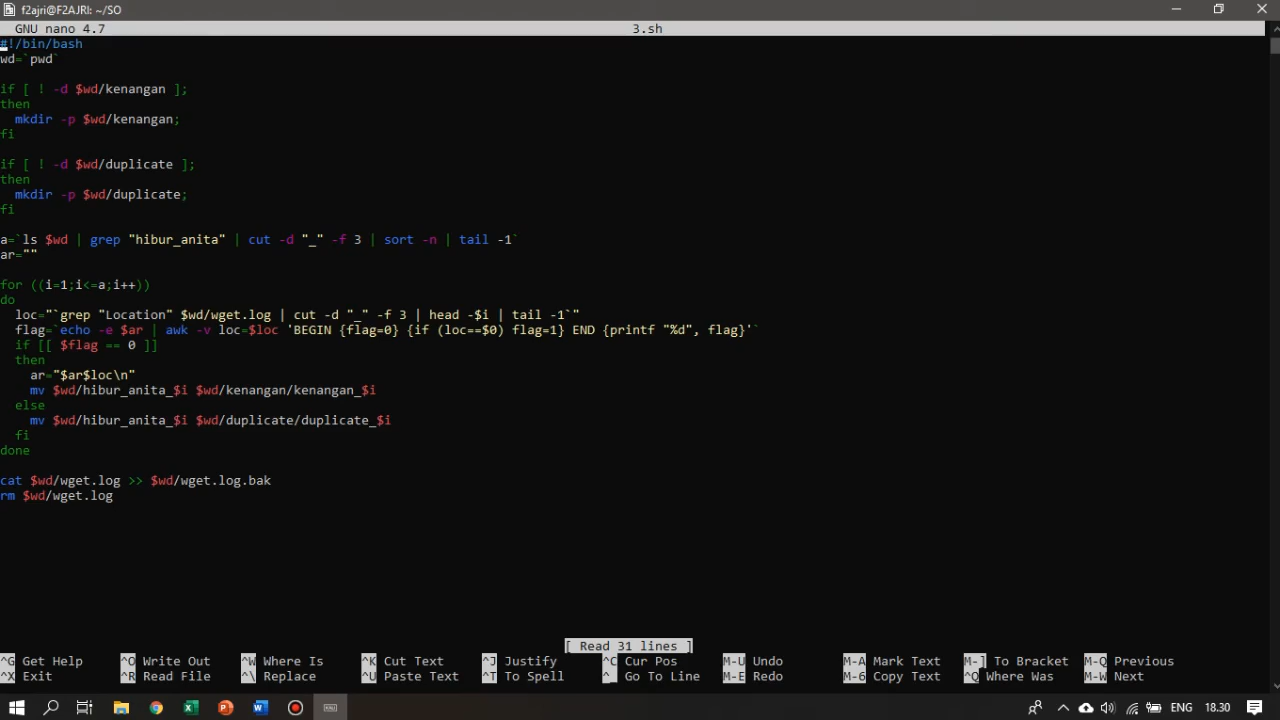 f2ajri@F2AJRI: ~/SO
GNU nano 4.7 3.sh
#!/bin/bash
wd=`pwd`
if [ ! -d $wd/kenangan ];
then
  mkdir -p $wd/kenangan;
fi
if [ ! -d $wd/duplicate ];
then
  mkdir -p $wd/duplicate;
fi
a=`ls $wd | grep "hibur_anita" | cut -d "_" -f 3 | sort -n | tail -1`
ar=""
for ((i=1;i<=a;i++))
do
  loc="`grep "Location" $wd/wget.log | cut -d "_" -f 3 | head -$i | tail -1`"
  flag=`echo -e $ar | awk -v loc=$loc 'BEGIN {flag=0} {if (loc==$0) flag=1} END {printf "%d", flag}'`
  if [[ $flag == 0 ]]
  then
    ar="$ar$loc\n"
    mv $wd/hibur_anita_$i $wd/kenangan/kenangan_$i
  else
    mv $wd/hibur_anita_$i $wd/duplicate/duplicate_$i
  fi
done
cat $wd/wget.log >> $wd/wget.log.bak
rm $wd/wget.log
[ Read 31 lines ]
^G Get Help ^O Write Out ^W Where Is ^K Cut Text ^J Justify ^C Cur Pos M-U Undo M-A Mark Text M-] To Bracket M-Q Previous
^X Exit ^R Read File ^\ Replace ^U Paste Text ^T To Spell ^_ Go To Line M-E Redo M-6 Copy Text ^Q Where Was M-W Next
ENG 18.30